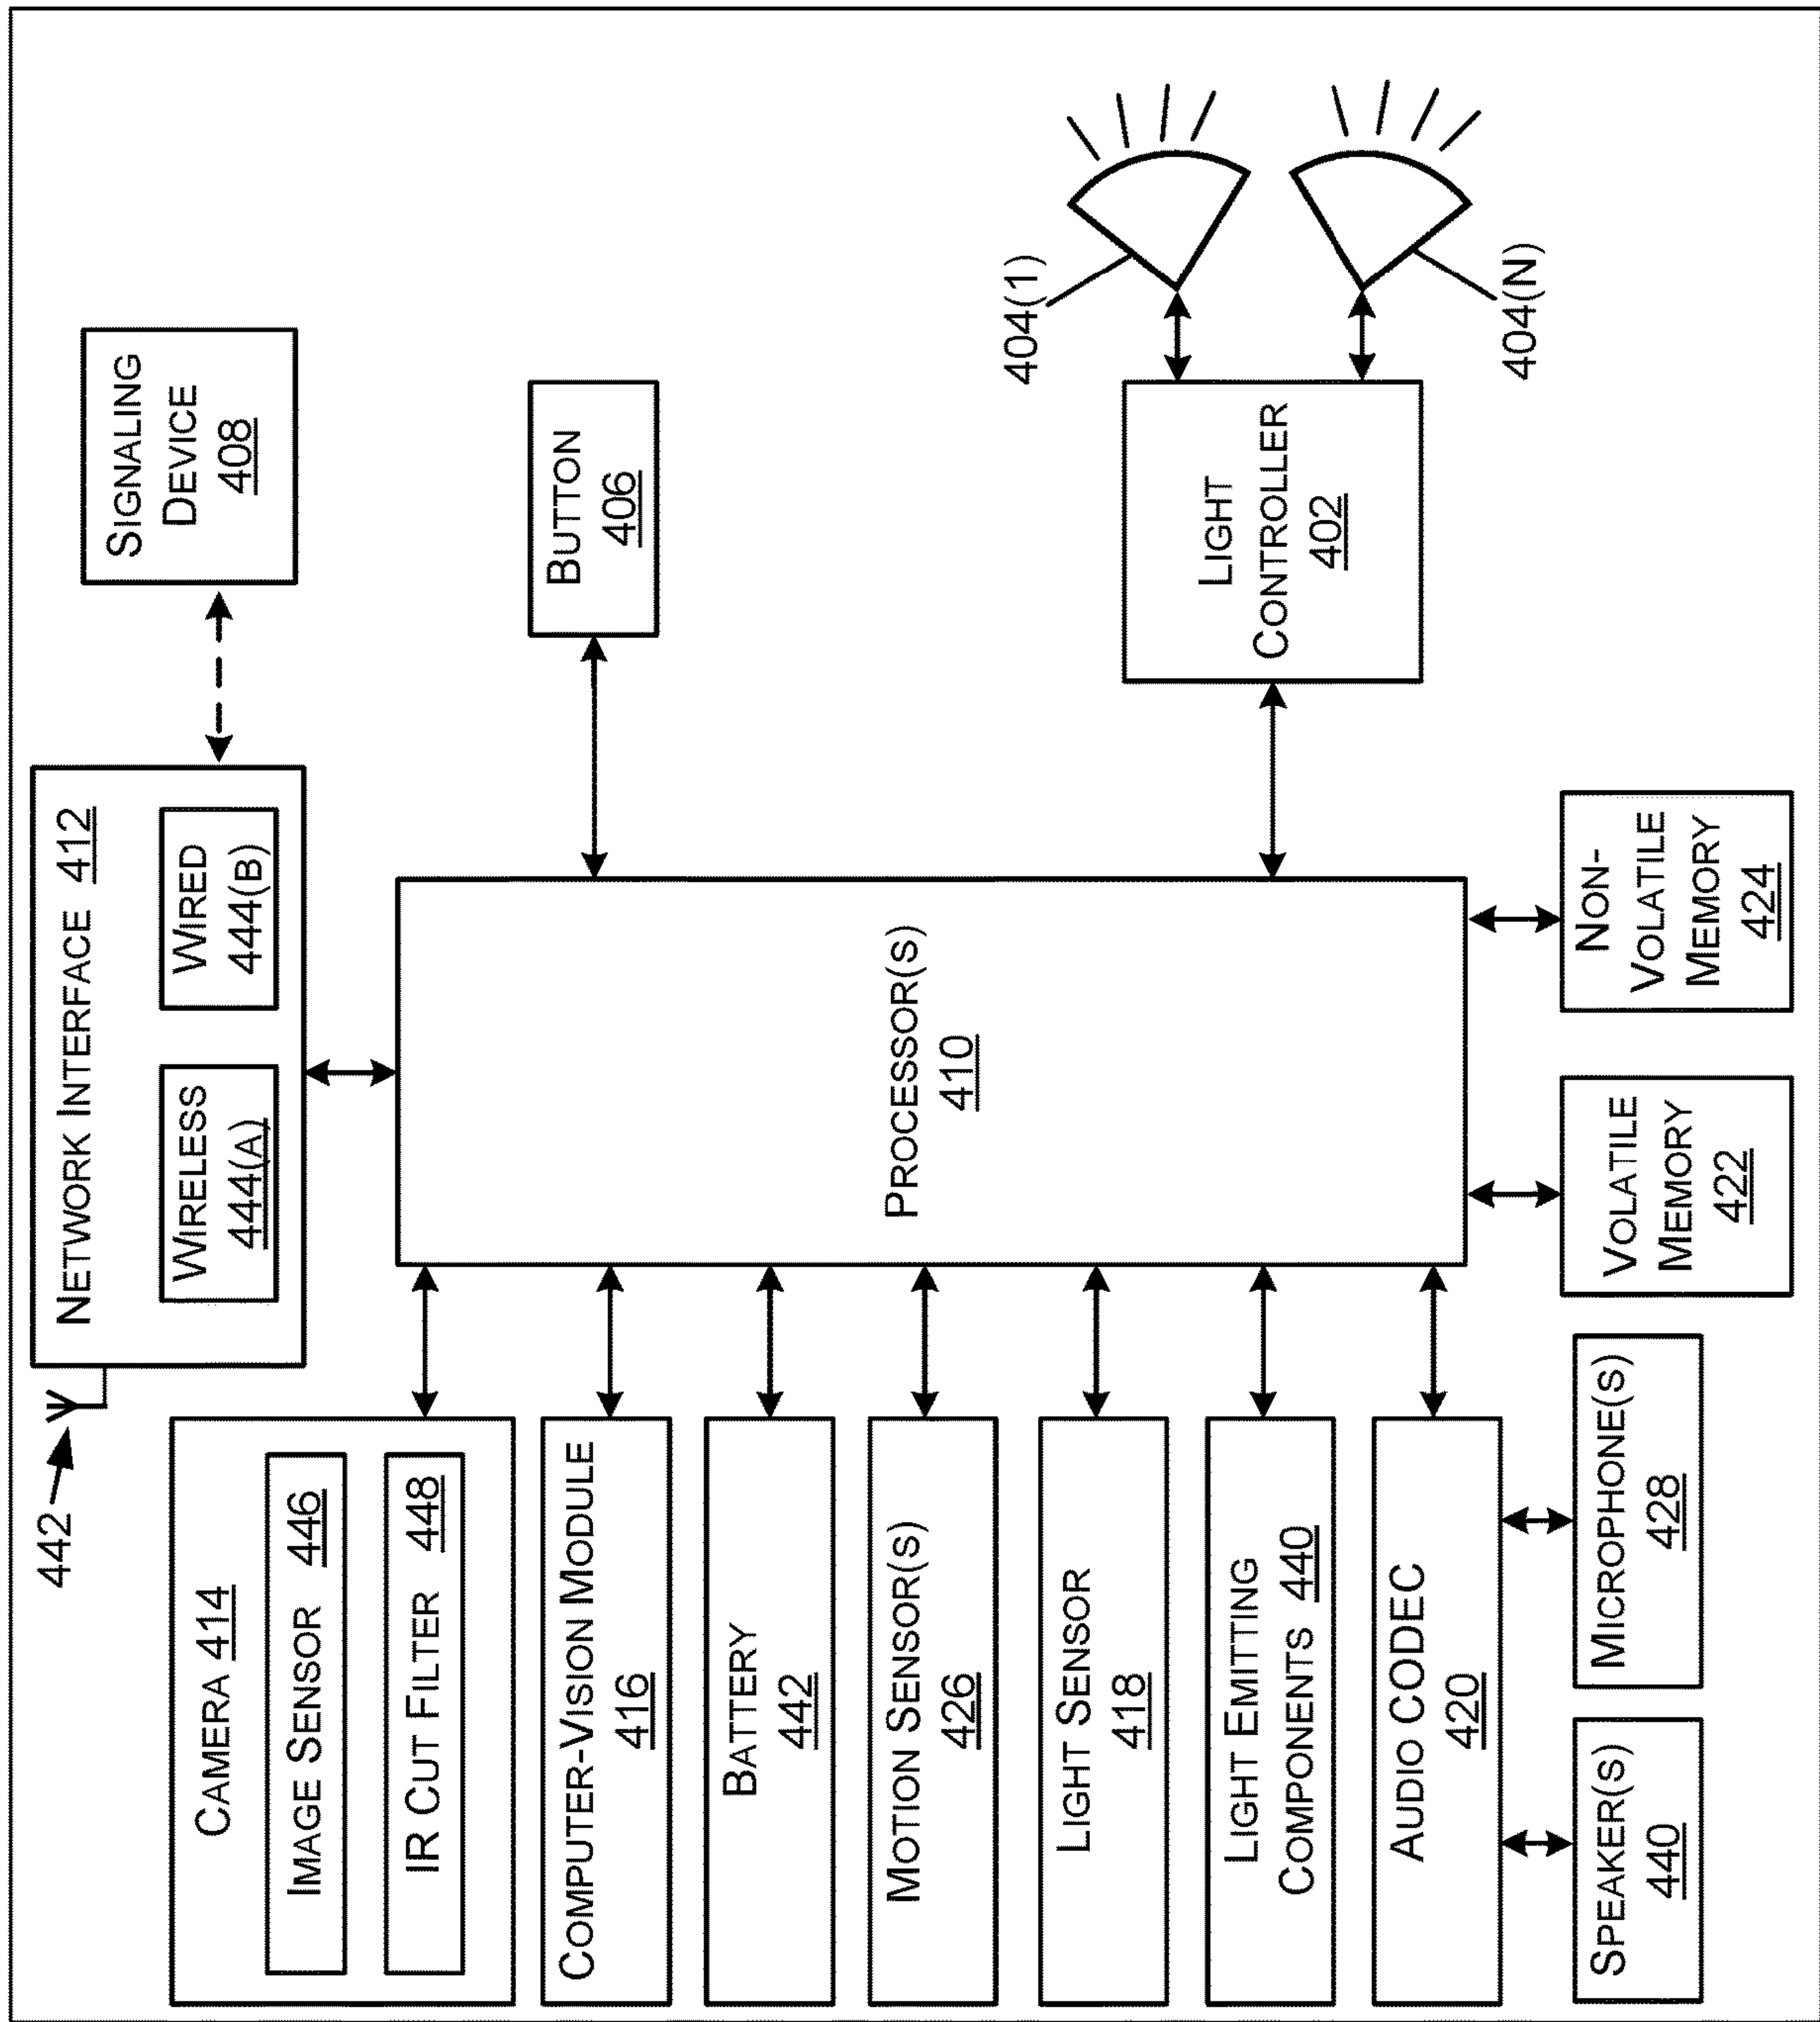 442
NETWORK INTERFACE 412
WIRELESS
444(A)
WIRED
444(B)
SIGNALING
DEVICE
408
CAMERA 414
IMAGE SENSOR 446
IR CUT FILTER 448
COMPUTER-VISION MODULE
416
BATTERY
442
MOTION SENSOR(S)
426
LIGHT SENSOR
418
LIGHT EMITTING
COMPONENTS 440
AUDIO CODEC
420
SPEAKER(S)
440
MICROPHONE(S)
428
PROCESSOR(S)
410
VOLATILE
MEMORY
422
NON-
VOLATILE
MEMORY
424
BUTTON
406
LIGHT
CONTROLLER
402
404(1)
404(N)